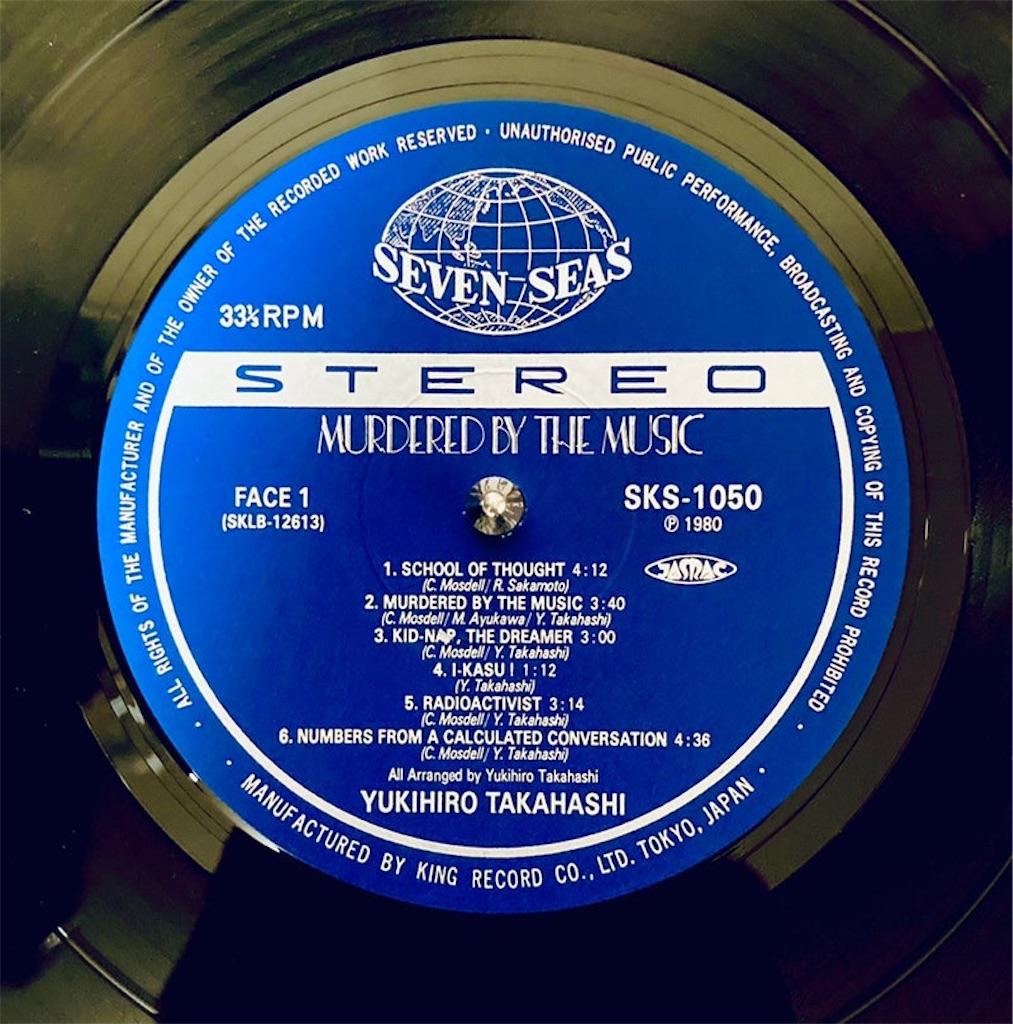 ALL RIGHTS OF THE MANUFACTURER AND OF THE OWNER OF THE RECORDED WORK RESERVED · UNAUTHORISED PUBLIC PERFORMANCE, BROADCASTING AND COPYING OF THIS RECORD PROHIBITED
SEVEN SEAS
33⅓RPM
STEREO
MURDERED BY THE MUSIC
FACE 1
(SKLB-12613)
SKS-1050
℗ 1980
JASRAC
1. SCHOOL OF THOUGHT 4:12
(C. Mosdell/ R. Sakamoto)
2. MURDERED BY THE MUSIC 3:40
(C. Mosdell/ M. Ayukawa/ Y. Takahashi)
3. KID-NAP, THE DREAMER 3:00
(C. Mosdell/ Y. Takahashi)
4. I-KASU! 1:12
(Y. Takahashi)
5. RADIOACTIVIST 3:14
(C. Mosdell/ Y. Takahashi)
6. NUMBERS FROM A CALCULATED CONVERSATION 4:36
(C. Mosdell/ Y. Takahashi)
All Arranged by Yukihiro Takahashi
YUKIHIRO TAKAHASHI
· MANUFACTURED BY KING RECORD CO., LTD. TOKYO, JAPAN ·